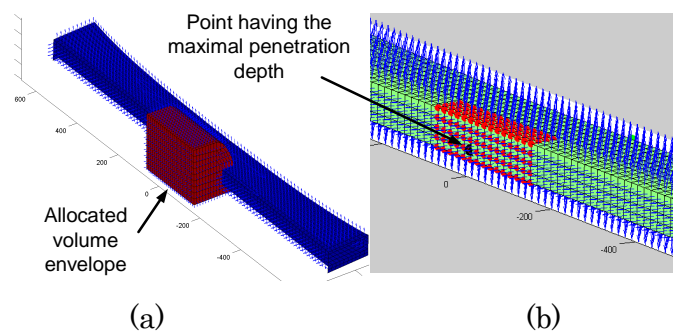 Point having the
maximal penetration
depth
600
400
200
0
-200
-400
Allocated
volume
envelope
0
-200
-400
(a)
(b)